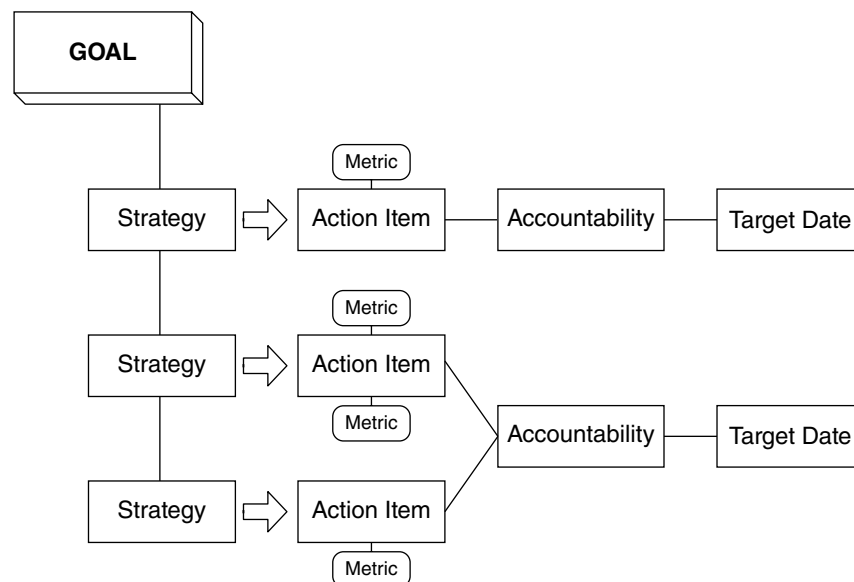 GOAL
Metric
Strategy
Action Item
Accountability
Target Date
Metric
Strategy
Action Item
Metric
Accountability
Target Date
Strategy
Action Item
Metric